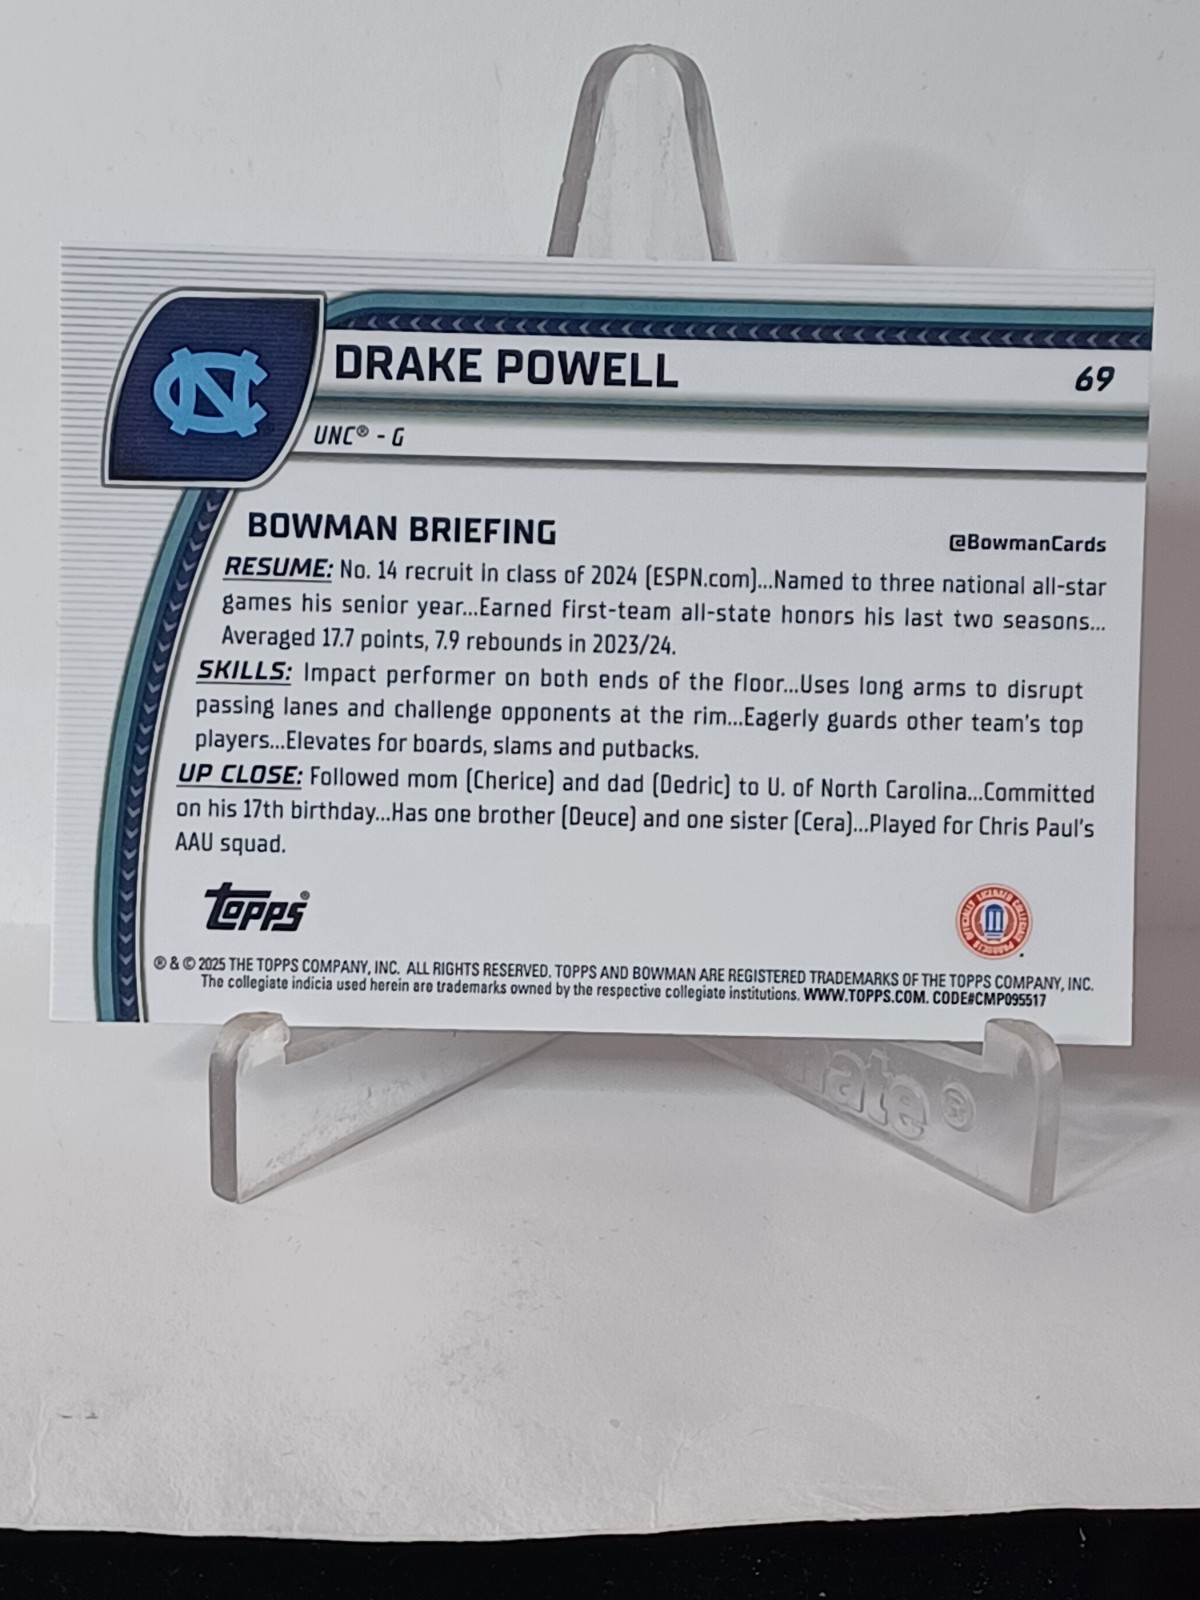 NC
DRAKE POWELL
69
UNC® - G
BOWMAN BRIEFING
@BowmanCards
RESUME: No. 14 recruit in class of 2024 (ESPN.com)...Named to three national all-star
games his senior year...Earned first-team all-state honors his last two seasons...
Averaged 17.7 points, 7.9 rebounds in 2023/24.
SKILLS: Impact performer on both ends of the floor...Uses long arms to disrupt
passing lanes and challenge opponents at the rim...Eagerly guards other team's top
players...Elevates for boards, slams and putbacks.
UP CLOSE: Followed mom (Cherice) and dad (Dedric) to U. of North Carolina...Committed
on his 17th birthday...Has one brother (Deuce) and one sister (Cera)...Played for Chris Paul's
AAU squad.
Topps®
OFFICIALLY LICENSED COLLEGIATE PRODUCTS
® & © 2025 THE TOPPS COMPANY, INC. ALL RIGHTS RESERVED. TOPPS AND BOWMAN ARE REGISTERED TRADEMARKS OF THE TOPPS COMPANY, INC.
The collegiate indicia used herein are trademarks owned by the respective collegiate institutions. WWW.TOPPS.COM. CODE#CMP095517